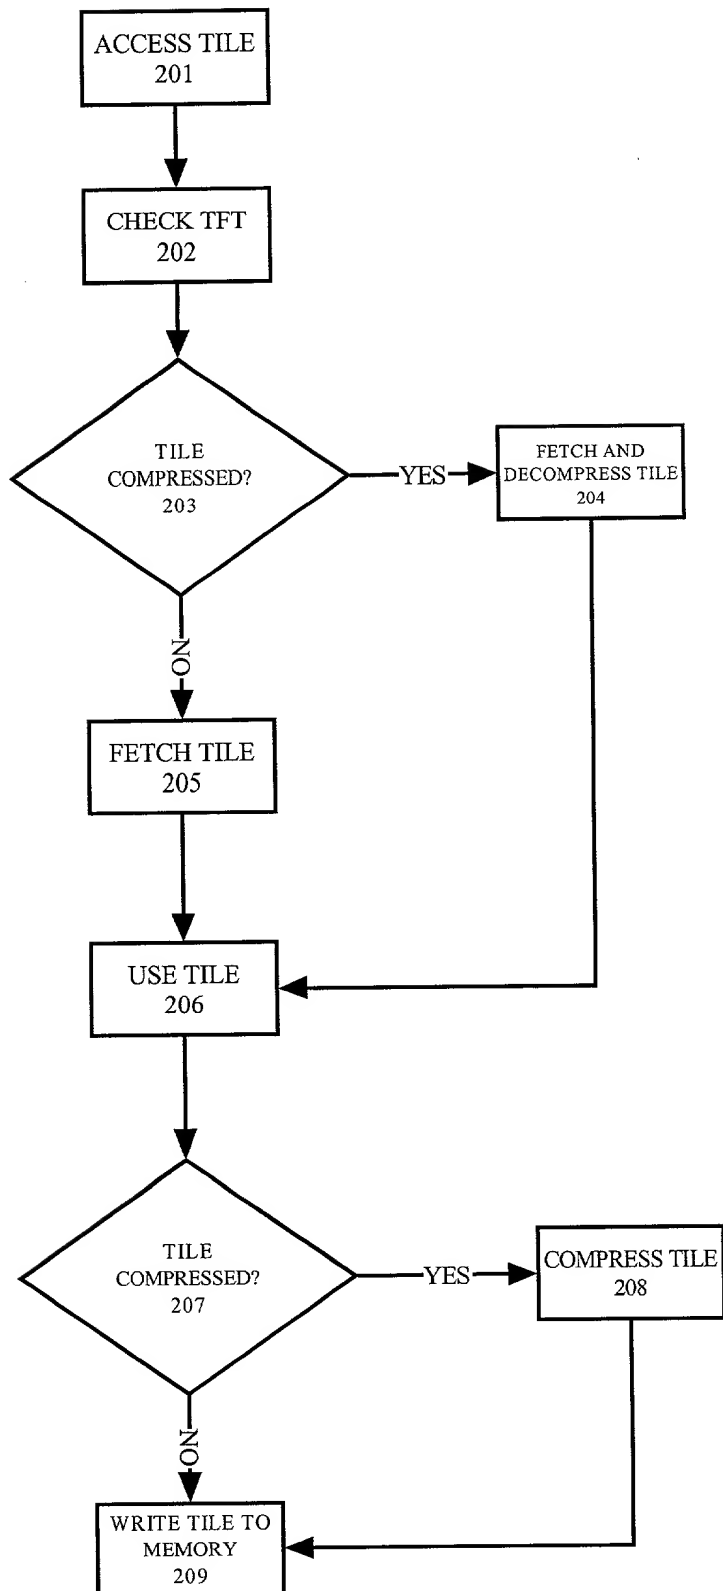 ACCESS TILE
201
CHECK TFT
202
TILE
COMPRESSED?
203
YES
FETCH AND
DECOMPRESS TILE
204
NO
FETCH TILE
205
USE TILE
206
TILE
COMPRESSED?
207
YES
COMPRESS TILE
208
NO
WRITE TILE TO
MEMORY
209